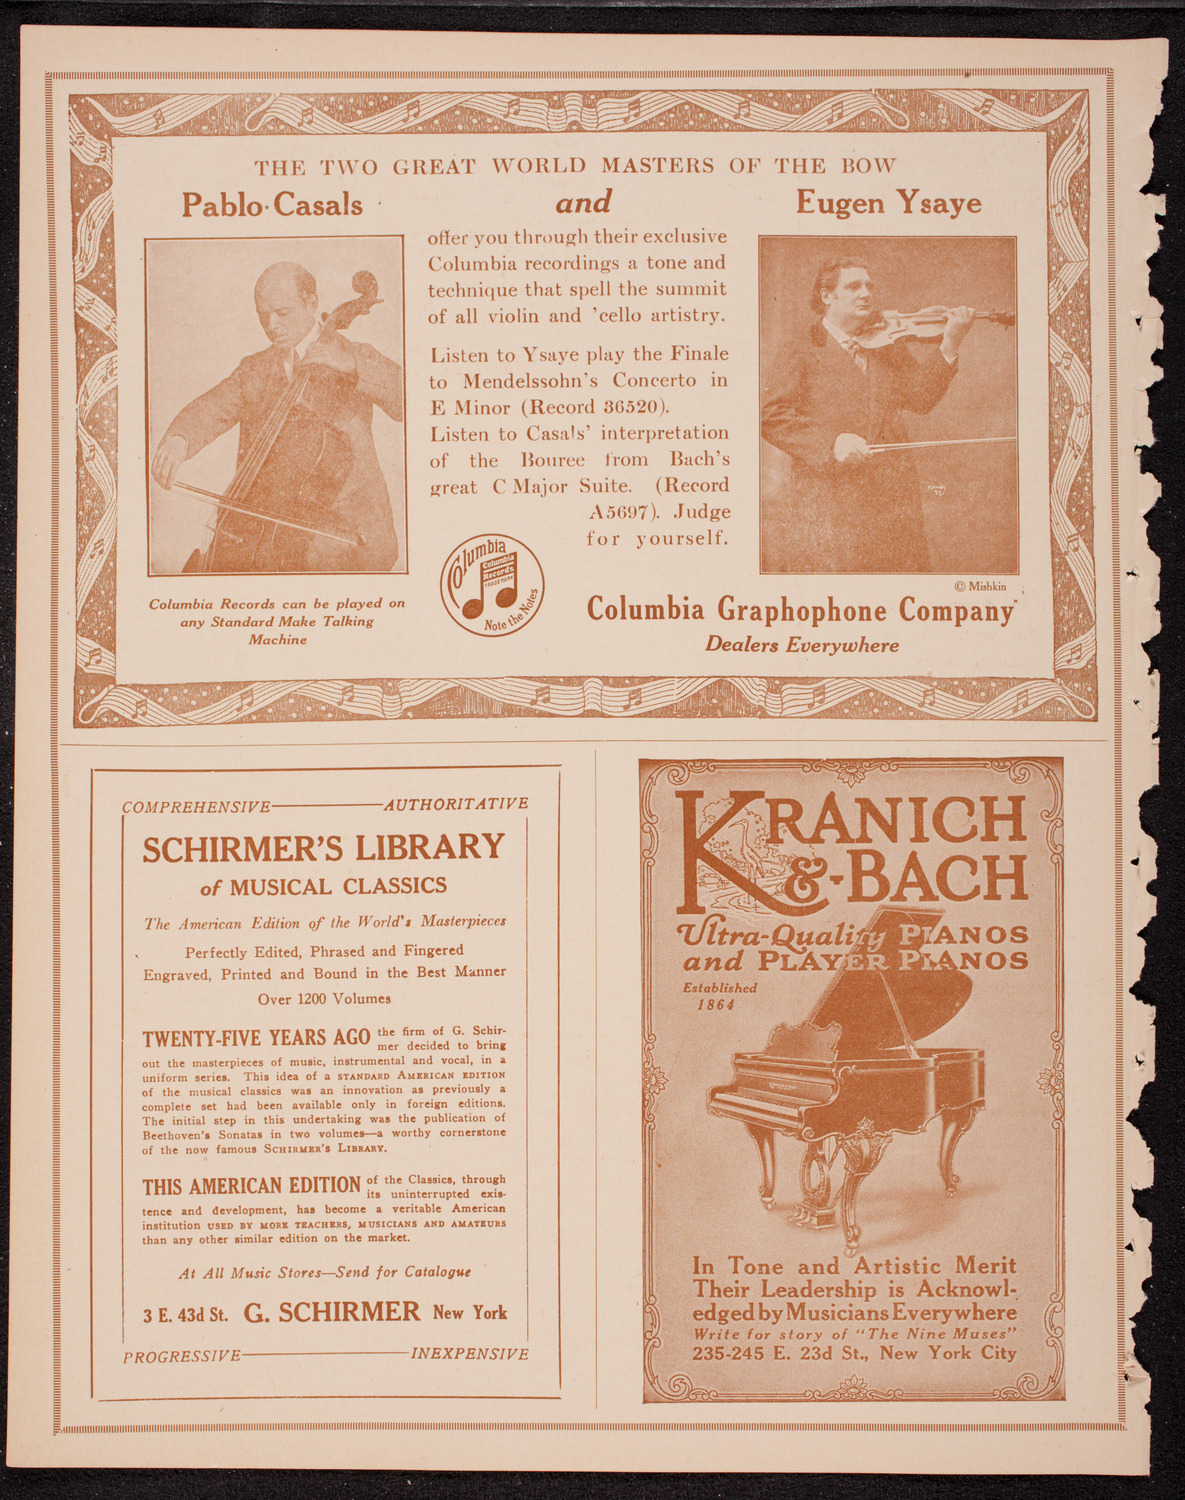 THE TWO GREAT WORLD MASTERS OF THE BOW
Pablo Casals and Eugen Ysaye
offer you through their exclusive
Columbia recordings a tone and
technique that spell the summit
of all violin and 'cello artistry.
Listen to Ysaye play the Finale
to Mendelssohn's Concerto in
E Minor (Record 36520).
Listen to Casals' interpretation
of the Bouree from Bach's
great C Major Suite. (Record
A5697). Judge
for yourself.
© Mishkin
Columbia Records can be played on
any Standard Make Talking
Machine
Columbia
Columbia
Records
TRADE MARK
Note the Notes
Columbia Graphophone Company
Dealers Everywhere
COMPREHENSIVE—AUTHORITATIVE
SCHIRMER'S LIBRARY
of MUSICAL CLASSICS
The American Edition of the World's Masterpieces
Perfectly Edited, Phrased and Fingered
Engraved, Printed and Bound in the Best Manner
Over 1200 Volumes
TWENTY-FIVE YEARS AGO the firm of G. Schir-
mer decided to bring
out the masterpieces of music, instrumental and vocal, in a
uniform series. This idea of a STANDARD AMERICAN EDITION
of the musical classics was an innovation as previously a
complete set had been available only in foreign editions.
The initial step in this undertaking was the publication of
Beethoven's Sonatas in two volumes—a worthy cornerstone
of the now famous SCHIRMER'S LIBRARY.
THIS AMERICAN EDITION of the Classics, through
its uninterrupted exis-
tence and development, has become a veritable American
institution USED BY MORE TEACHERS, MUSICIANS AND AMATEURS
than any other similar edition on the market.
At All Music Stores—Send for Catalogue
3 E. 43d St. G. SCHIRMER New York
PROGRESSIVE—INEXPENSIVE
KRANICH
&-BACH
Ultra-Quality PIANOS
and PLAYER PIANOS
Established
1864
In Tone and Artistic Merit
Their Leadership is Acknowl-
edged by Musicians Everywhere
Write for story of "The Nine Muses"
235-245 E. 23d St., New York City